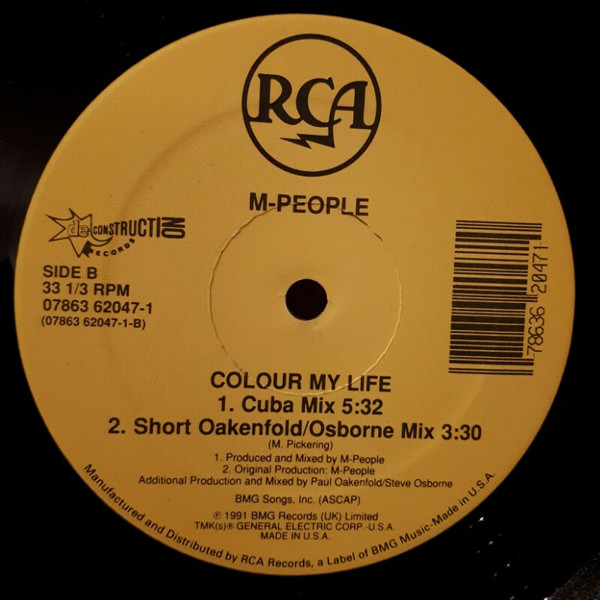 RCA
M-PEOPLE
de CONSTRUCTION
RECORDS
SIDE B
33 1/3 RPM
07863 62047-1
(07863 62047-1-B)
78636 20471
COLOUR MY LIFE
1. Cuba Mix 5:32
2. Short Oakenfold/Osborne Mix 3:30
(M. Pickering)
1. Produced and Mixed by M-People
2. Original Production: M-People
Additional Production and Mixed by Paul Oakenfold/Steve Osborne
BMG Songs, Inc. (ASCAP)
℗ 1991 BMG Records (UK) Limited
TMK(s)® GENERAL ELECTRIC CORP.-U.S.A.
MADE IN U.S.A.
Manufactured and Distributed by RCA Records, a Label of BMG Music-Made in U.S.A.